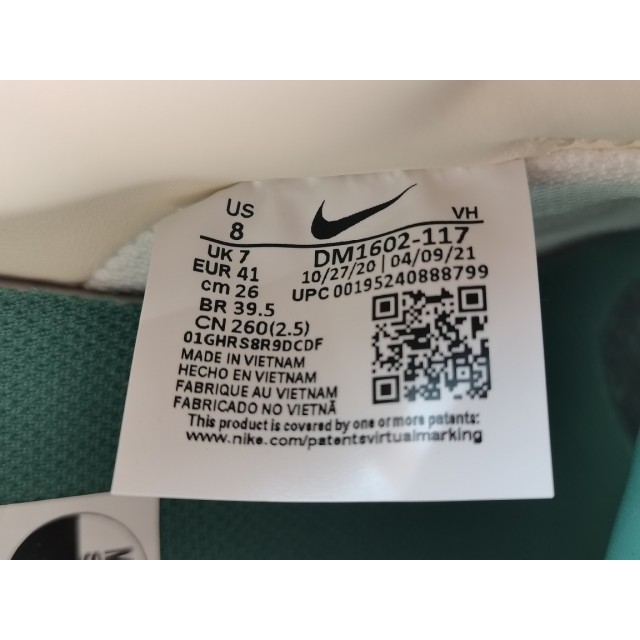 US
8
VH
UK 7
EUR 41
cm 26
BR 39.5
CN 260(2.5)
01GHRS8R9DCDF
DM1602-117
10/27/20 | 04/09/21
UPC 00195240888799
MADE IN VIETNAM
HECHO EN VIETNAM
FABRIQUE AU VIETNAM
FABRICADO NO VIETNÃ
This product is covered by one or more patents:
www.nike.com/patentsvirtualmarking